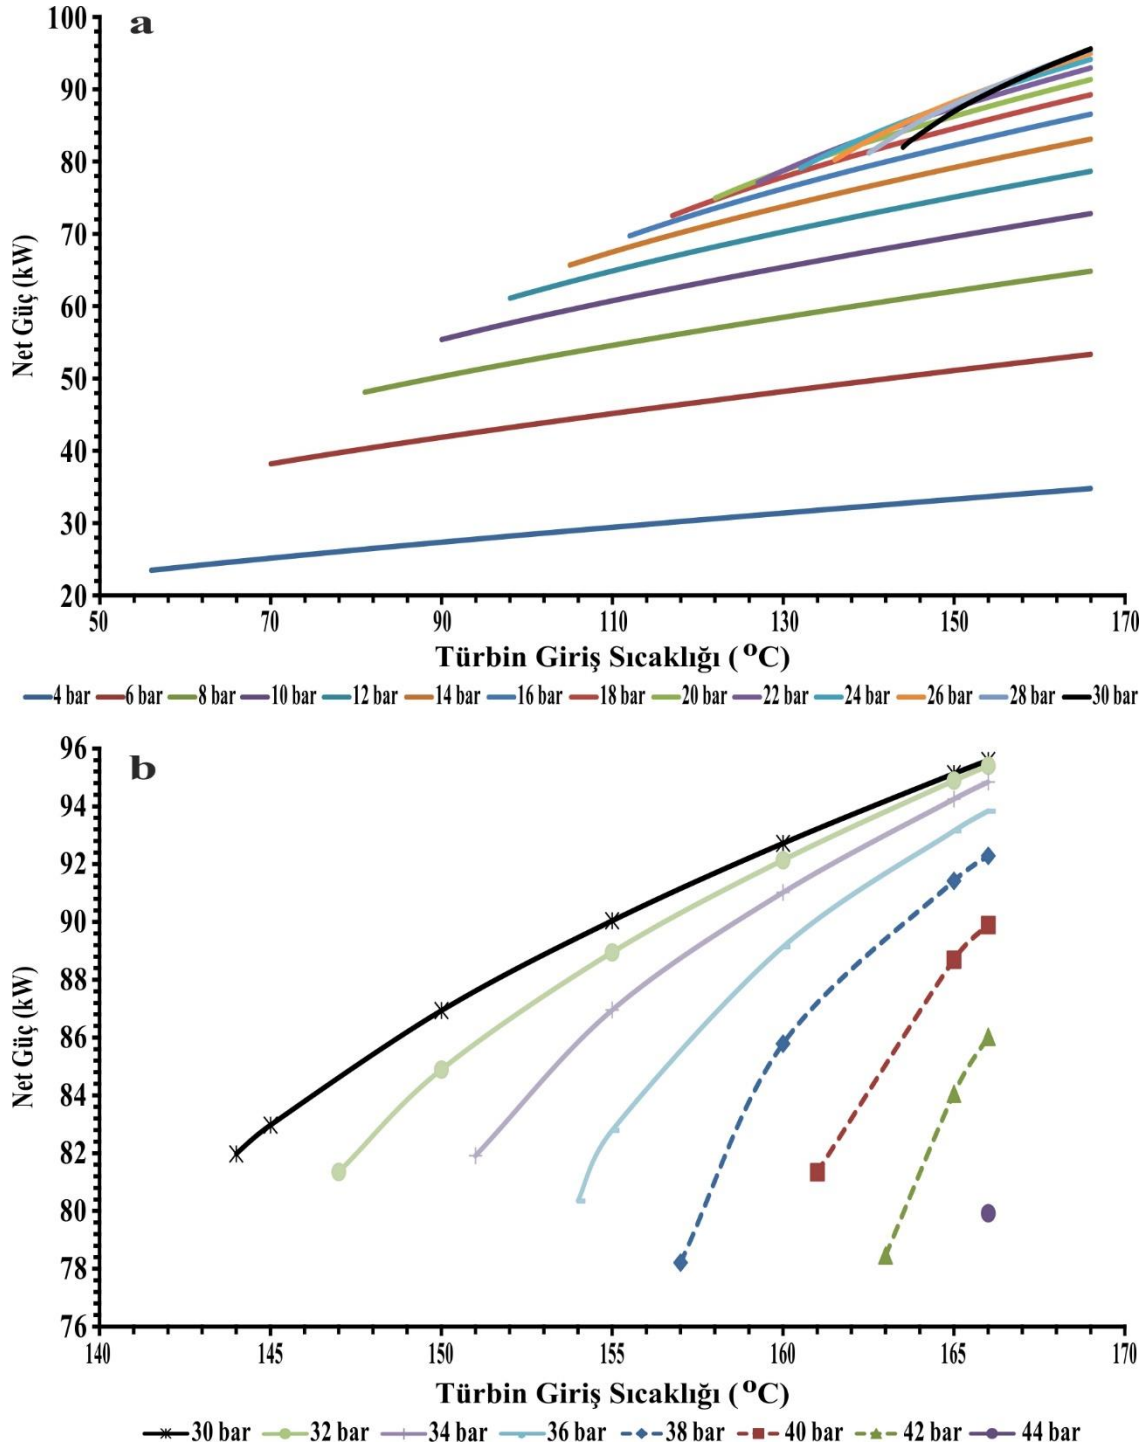 a
100
90
80
70
60
50
40
30
20
Net Güç (kW)
50 70 90 110 130 150 170
Türbin Giriş Sıcaklığı (°C)
4 bar 6 bar 8 bar 10 bar 12 bar 14 bar 16 bar 18 bar 20 bar 22 bar 24 bar 26 bar 28 bar 30 bar
b
96
94
92
90
88
86
84
82
80
78
76
Net Güç (kW)
140 145 150 155 160 165 170
Türbin Giriş Sıcaklığı (°C)
30 bar 32 bar 34 bar 36 bar 38 bar 40 bar 42 bar 44 bar